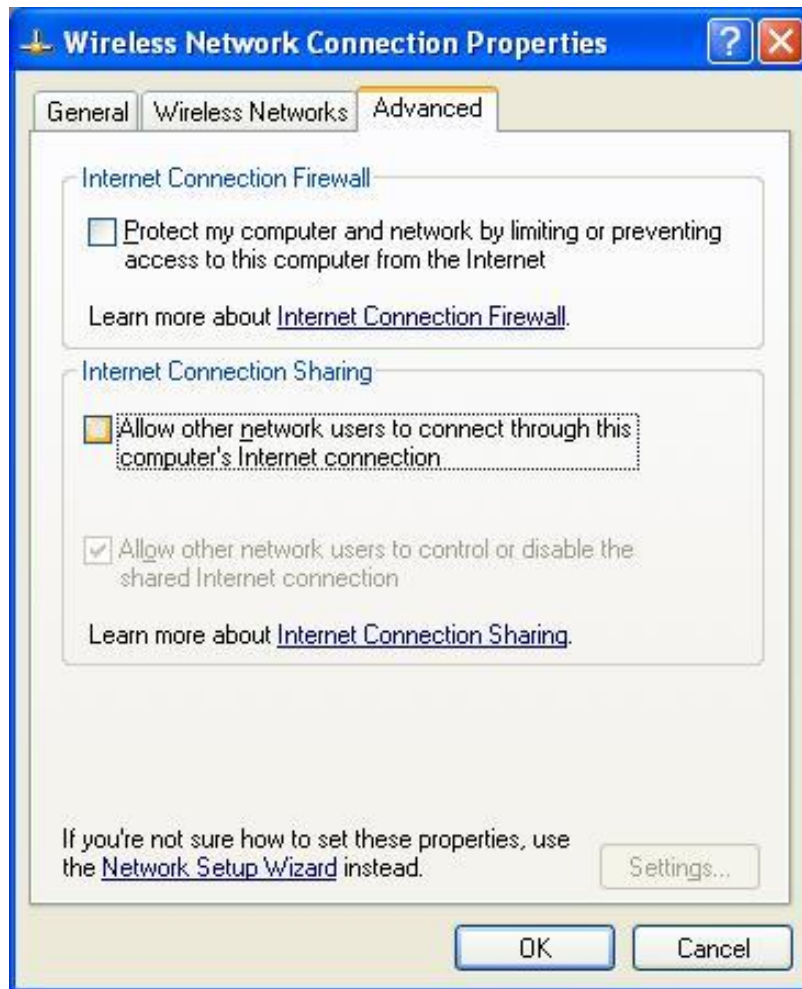 Wireless Network Connection Properties
General Wireless Networks Advanced
Internet Connection Firewall
Protect my computer and network by limiting or preventing
access to this computer from the Internet
Learn more about Internet Connection Firewall.
Internet Connection Sharing
Allow other network users to connect through this
computer's Internet connection
Allow other network users to control or disable the
shared Internet connection
Learn more about Internet Connection Sharing.
If you're not sure how to set these properties, use
the Network Setup Wizard instead.
Settings...
OK Cancel